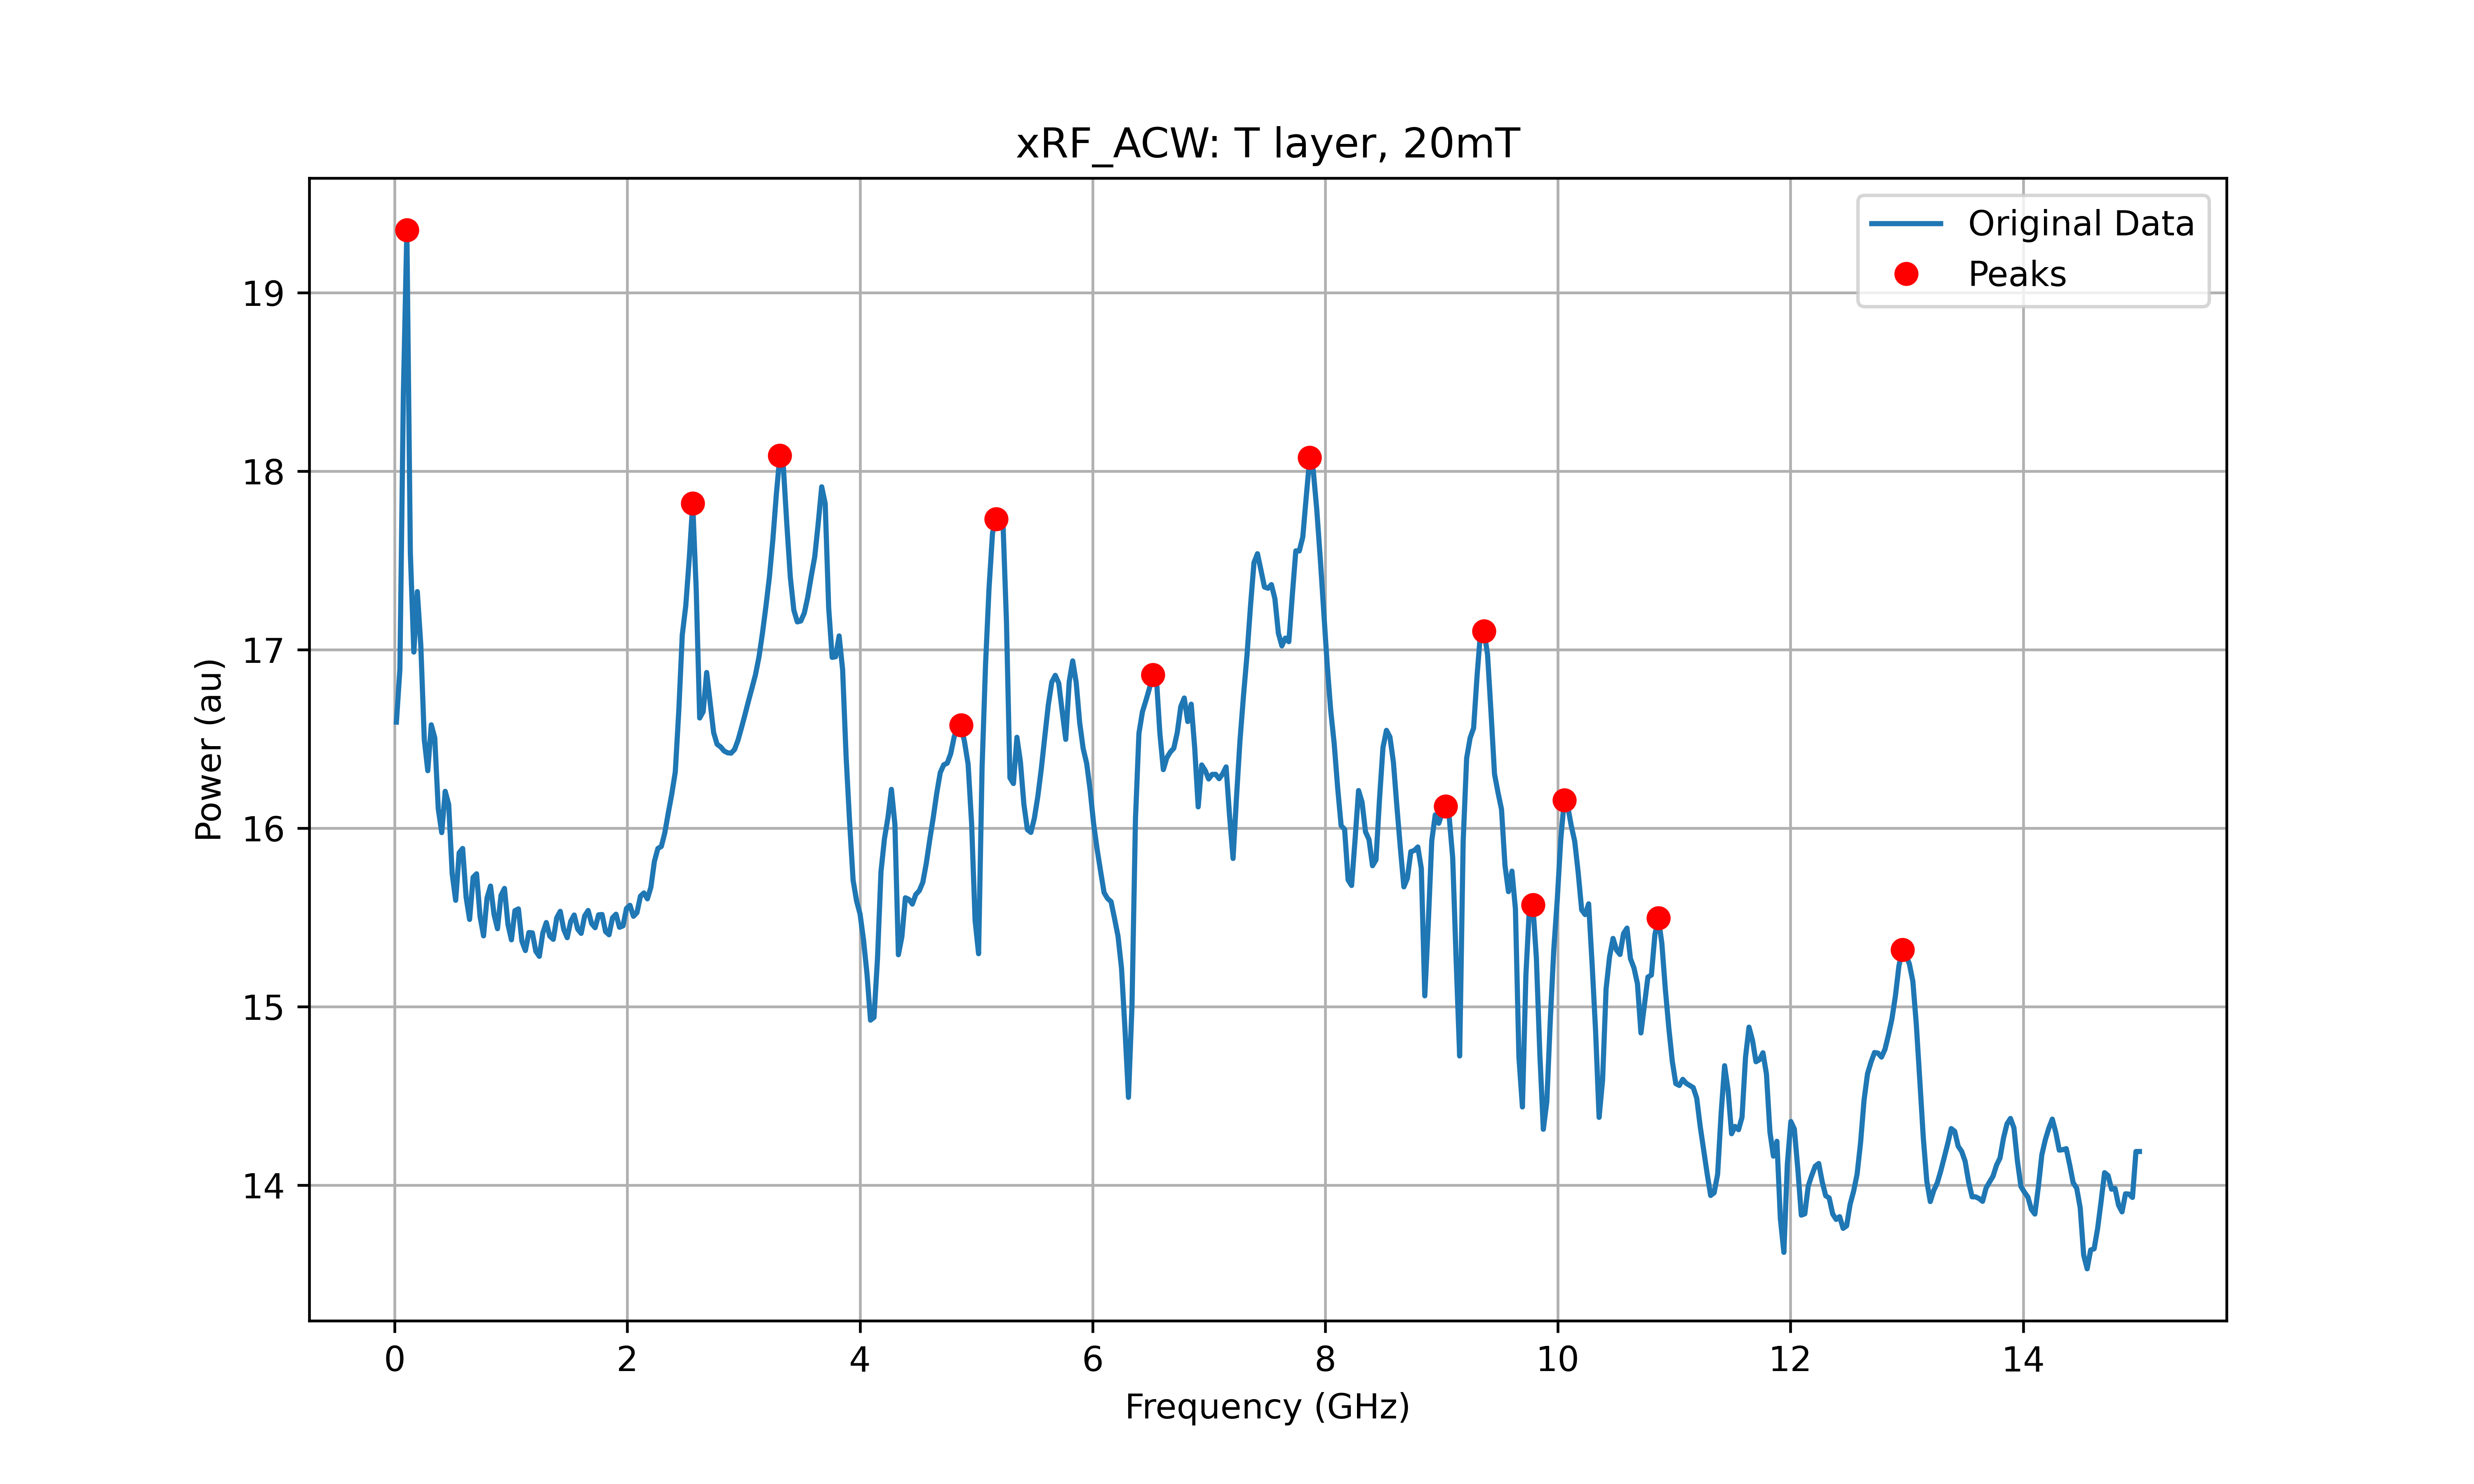 xRF_ACW: T layer, 20mT
Original Data
Peaks
Power (au)
19
18
17
16
15
14
0 2 4 6 8 10 12 14
Frequency (GHz)